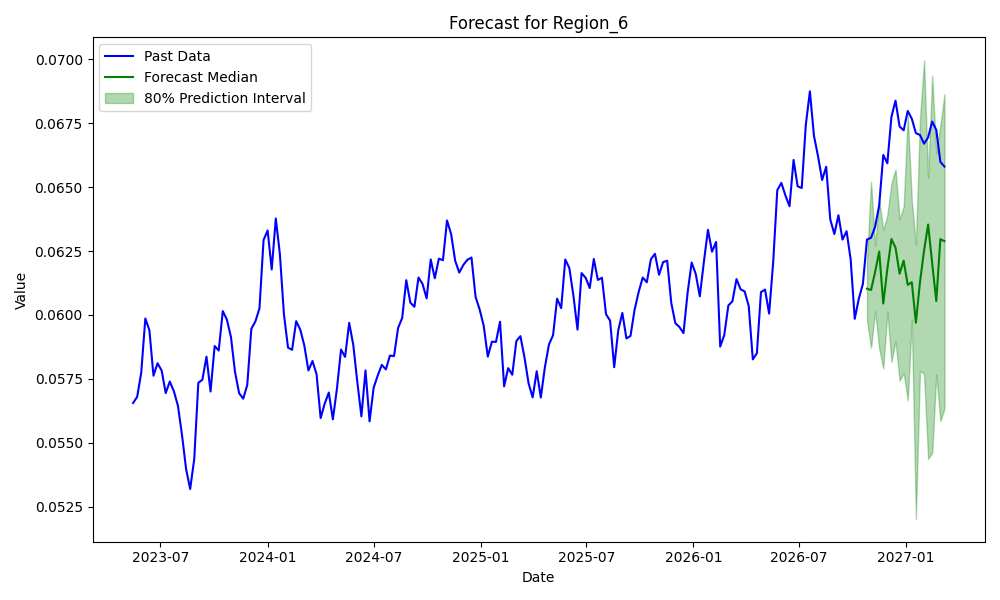 Forecast for Region_6
Past Data
Forecast Median
80% Prediction Interval
0.0700
0.0675
0.0650
0.0625
0.0600
0.0575
0.0550
0.0525
Value
2023-07
2024-01
2024-07
2025-01
2025-07
2026-01
2026-07
2027-01
Date